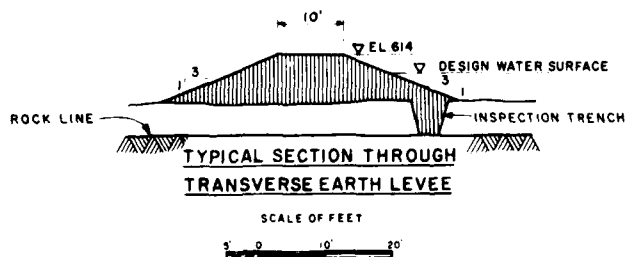 10'
EL 614
DESIGN WATER SURFACE
3
1'
3
1
ROCK LINE
INSPECTION TRENCH
TYPICAL SECTION THROUGH
TRANSVERSE EARTH LEVEE
SCALE OF FEET
5' 0 10' 20'